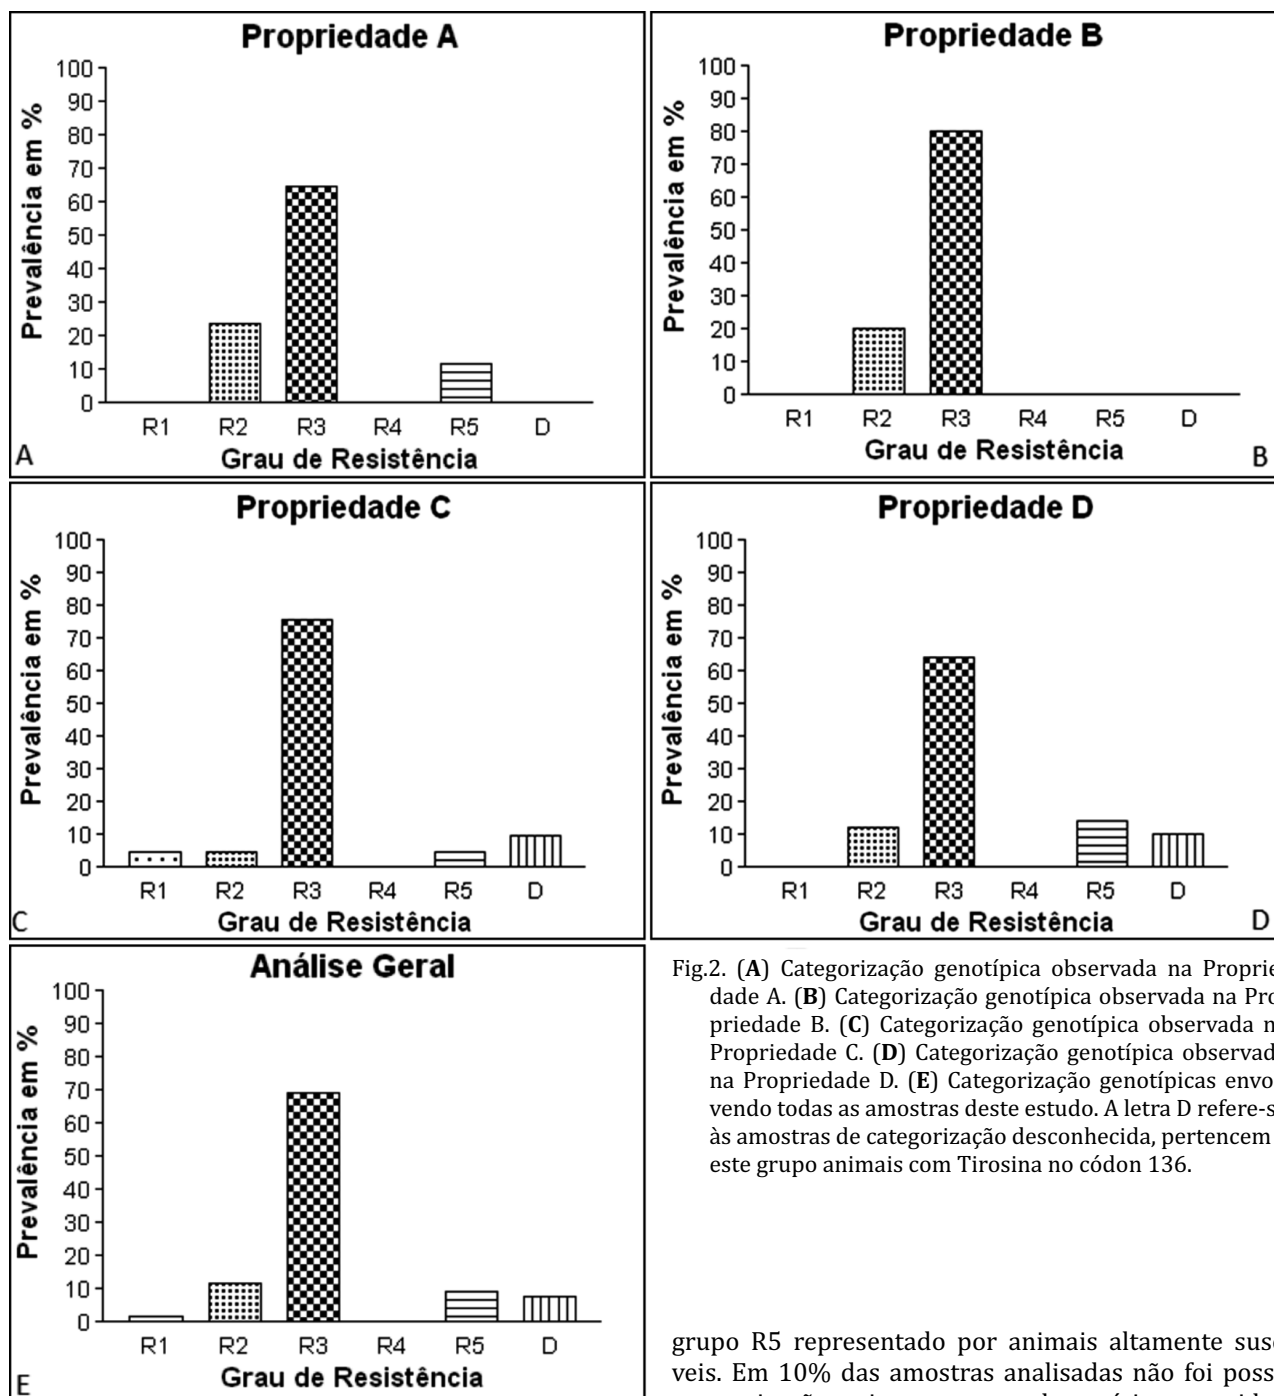 Propriedade A
Prevalência em %
100
90
80
70
60
50
40
30
20
10
0
R1 R2 R3 R4 R5 D
Grau de Resistência
A
Propriedade B
Prevalência em %
100
90
80
70
60
50
40
30
20
10
0
R1 R2 R3 R4 R5 D
Grau de Resistência
B
Propriedade C
Prevalência em %
100
90
80
70
60
50
40
30
20
10
0
R1 R2 R3 R4 R5 D
Grau de Resistência
C
Propriedade D
Prevalência em %
100
90
80
70
60
50
40
30
20
10
0
R1 R2 R3 R4 R5 D
Grau de Resistência
D
Análise Geral
Prevalência em %
100
90
80
70
60
50
40
30
20
10
0
R1 R2 R3 R4 R5 D
Grau de Resistência
E
Fig.2. (A) Categorização genotípica observada na Proprie
dade A. (B) Categorização genotípica observada na Pro
priedade B. (C) Categorização genotípica observada n
Propriedade C. (D) Categorização genotípica observad
na Propriedade D. (E) Categorização genotípicas envo
vendo todas as amostras deste estudo. A letra D refere-s
às amostras de categorização desconhecida, pertencem
este grupo animais com Tirosina no códon 136.
grupo R5 representado por animais altamente sus
veis. Em 10% das amostras analisadas não foi poss